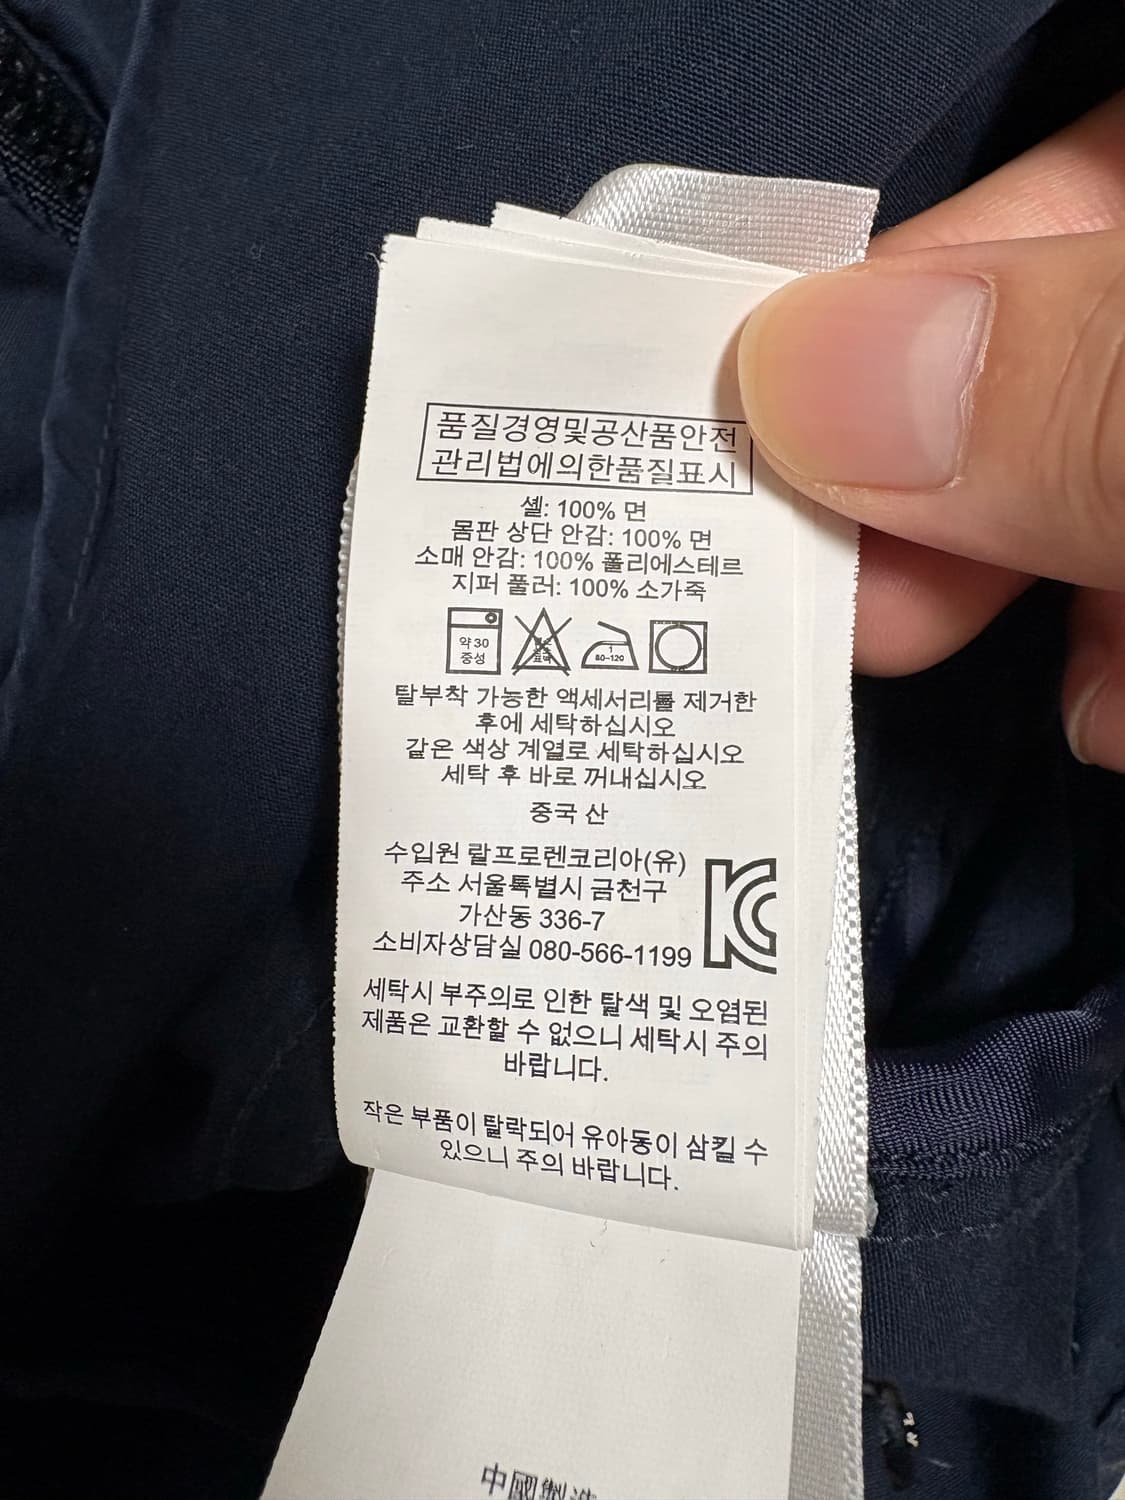 품질경영및공산품안전
관리법에의한품질표시
셸: 100% 면
몸판 상단 안감: 100% 면
소매 안감: 100% 폴리에스테르
지퍼 풀러: 100% 소가죽
약 30
중성
1
80-120
탈부착 가능한 액세서리를 제거한
후에 세탁하십시오
같은 색상 계열로 세탁하십시오
세탁 후 바로 꺼내십시오
중국 산
수입원 랄프로렌코리아(유)
주소 서울특별시 금천구
가산동 336-7
소비자상담실 080-566-1199
KC
세탁시 부주의로 인한 탈색 및 오염된
제품은 교환할 수 없으니 세탁시 주의
바랍니다.
작은 부품이 탈락되어 유아동이 삼킬 수
있으니 주의 바랍니다.
中國製造